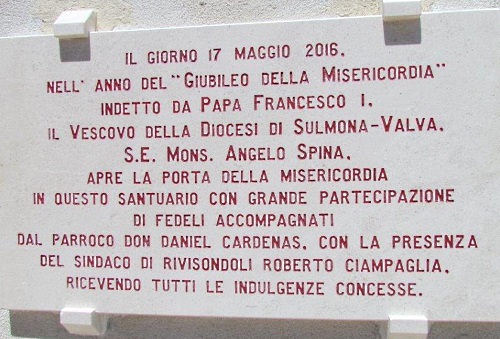 IL GIORNO 17 MAGGIO 2016,
NELL' ANNO DEL "GIUBILEO DELLA MISERICORDIA"
INDETTO DA PAPA FRANCESCO I,
IL VESCOVO DELLA DIOCESI DI SULMONA-VALVA,
S.E. MONS. ANGELO SPINA,
APRE LA PORTA DELLA MISERICORDIA
IN QUESTO SANTUARIO CON GRANDE PARTECIPAZIONE
DI FEDELI ACCOMPAGNATI
DAL PARROCO DON DANIEL CARDENAS, CON LA PRESENZA
DEL SINDACO DI RIVISONDOLI ROBERTO CIAMPAGLIA,
RICEVENDO TUTTI LE INDULGENZE CONCESSE.